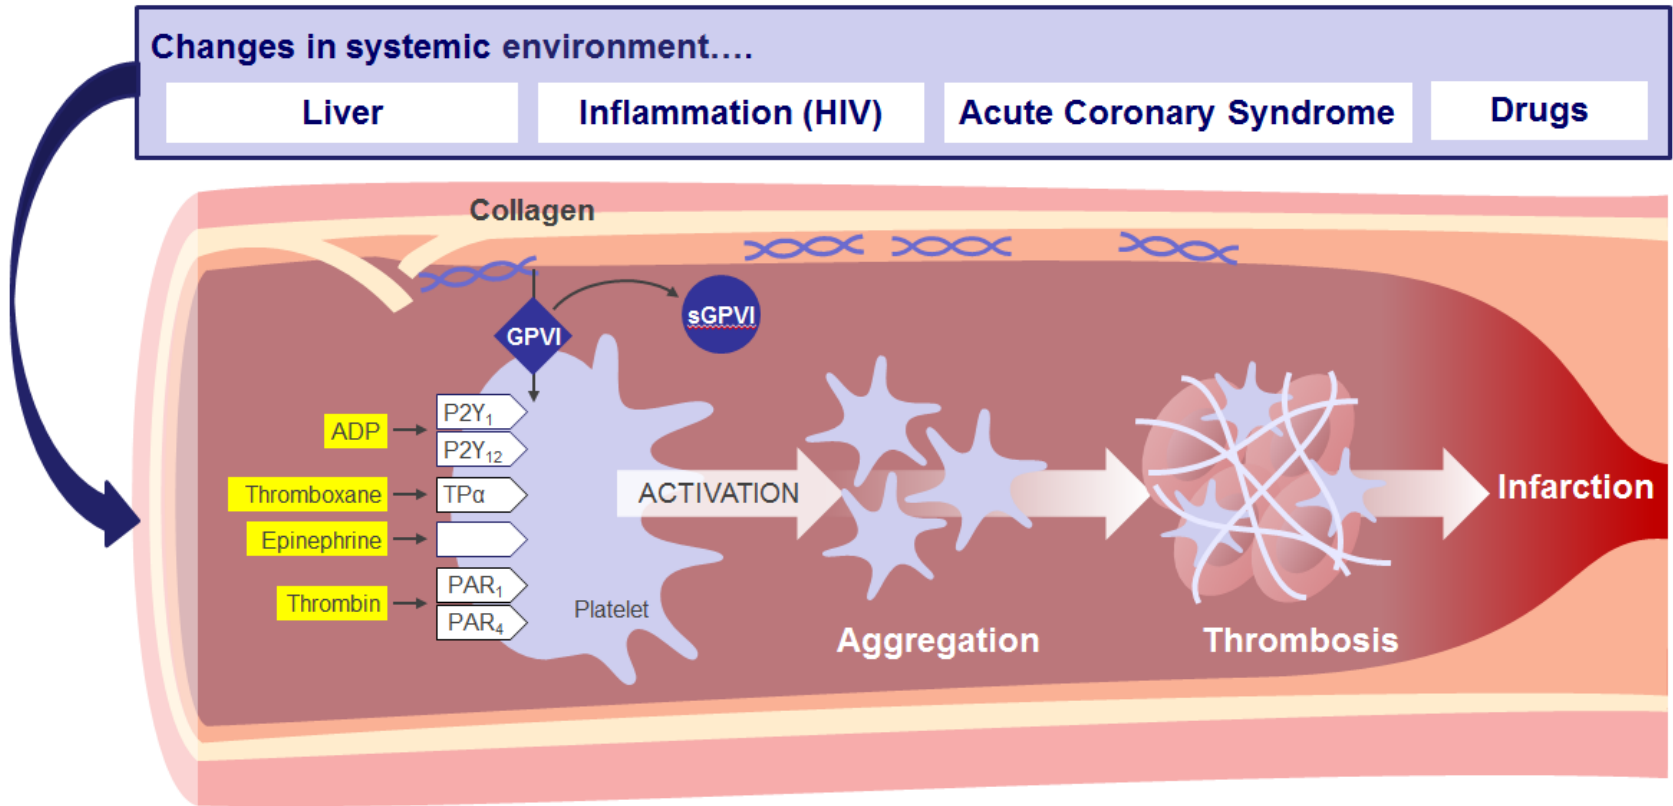 Changes in systemic environment....
Liver
Inflammation (HIV)
Acute Coronary Syndrome
Drugs
Collagen
GPVI
sGPVI
ADP
P2Y1
P2Y12
Thromboxane
TPα
Epinephrine
Thrombin
PAR1
PAR4
Platelet
ACTIVATION
Aggregation
Thrombosis
Infarction